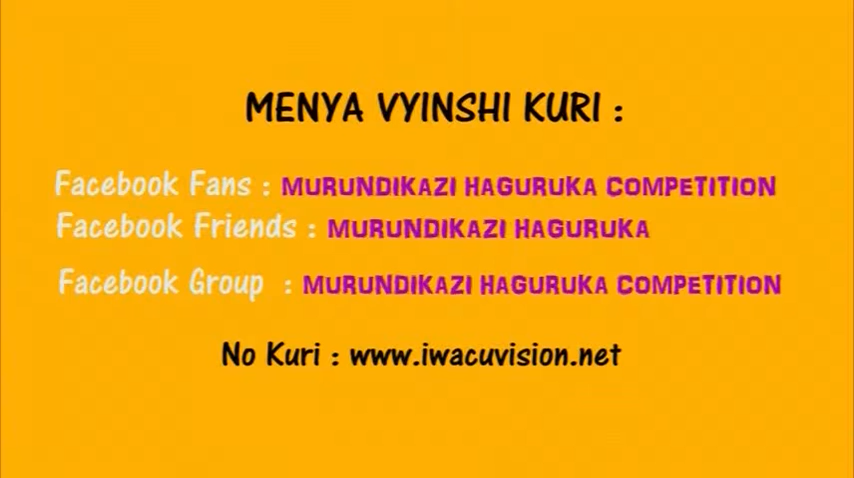 MENYA VYINSHI KURI :
Facebook Fans : MURUNDIKAZI HAGURUKA COMPETITION
Facebook Friends : MURUNDIKAZI HAGURUKA
Facebook Group : MURUNDIKAZI HAGURUKA COMPETITION
No Kuri : www.iwacuvision.net